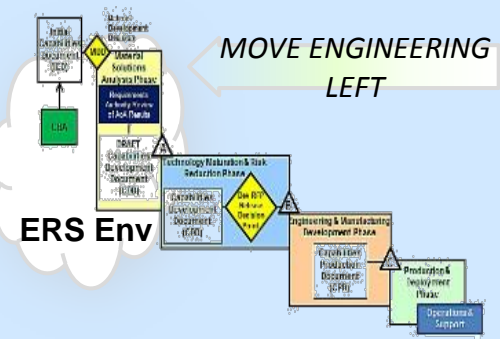 Initial
Capabilities
Document
(ICD)
Materiel
Development
Decision
MDD
CBA
Material
Solutions
Analysis Phase
Requirements
Authority Review
of AoA Results
DRAFT
Capabilities
Development
Document
(CDD)
A
MOVE ENGINEERING
LEFT
ERS Env
Technology Maturation & Risk
Reduction Phase
Capabilities
Development
Document
(CDD)
Dev RFP
Release
Decision
Point
B
Engineering & Manufacturing
Development Phase
Capabilities
Production
Document
(CPD)
C
Production &
Deployment
Phase
Operations &
Support